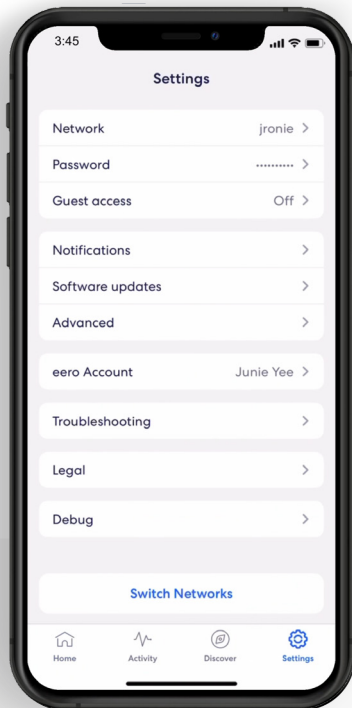 3:45
Settings
Network jronie >
Password ·········· >
Guest access Off >
Notifications >
Software updates >
Advanced >
eero Account Junie Yee >
Troubleshooting >
Legal >
Debug >
Switch Networks
Home Activity Discover Settings